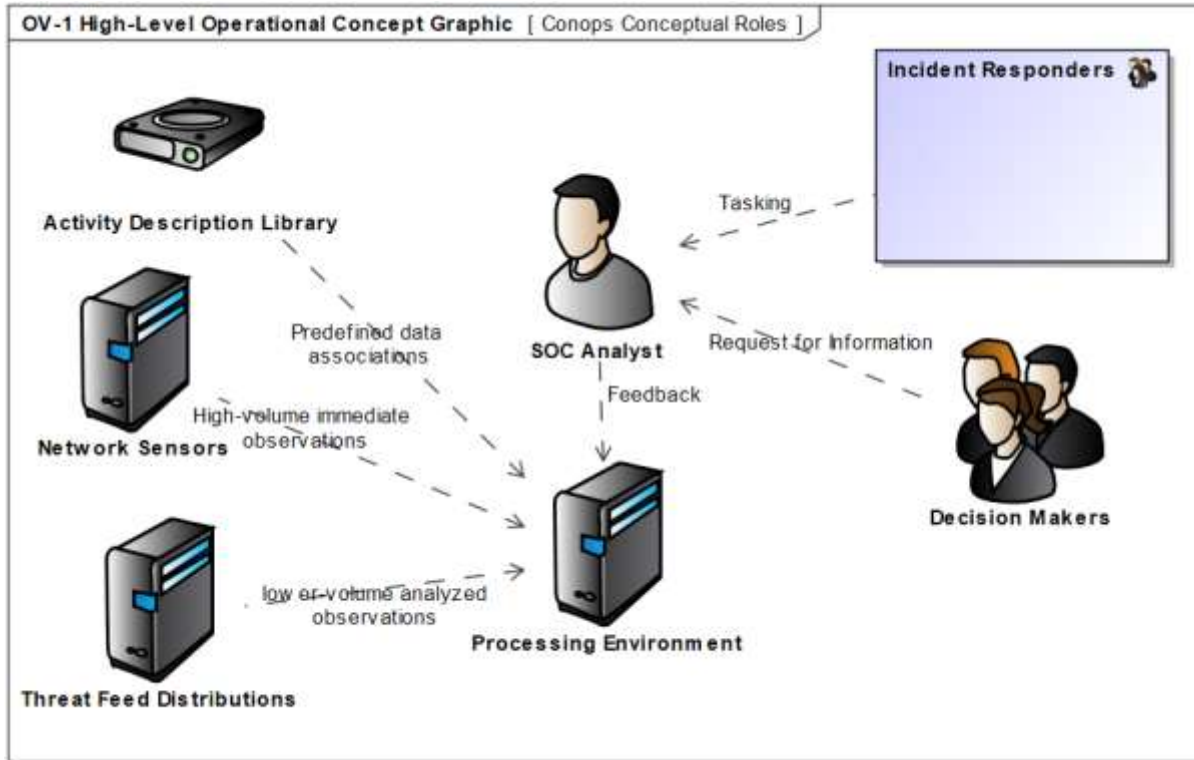 OV-1 High-Level Operational Concept Graphic [ Conops Conceptual Roles ]
Incident Responders
Activity Description Library
Tasking
Predefined data
associations
SOC Analyst
Request for Information
Feedback
High-volume immediate
observations
Network Sensors
Decision Makers
low er-volume analyzed
observations
Processing Environment
Threat Feed Distributions